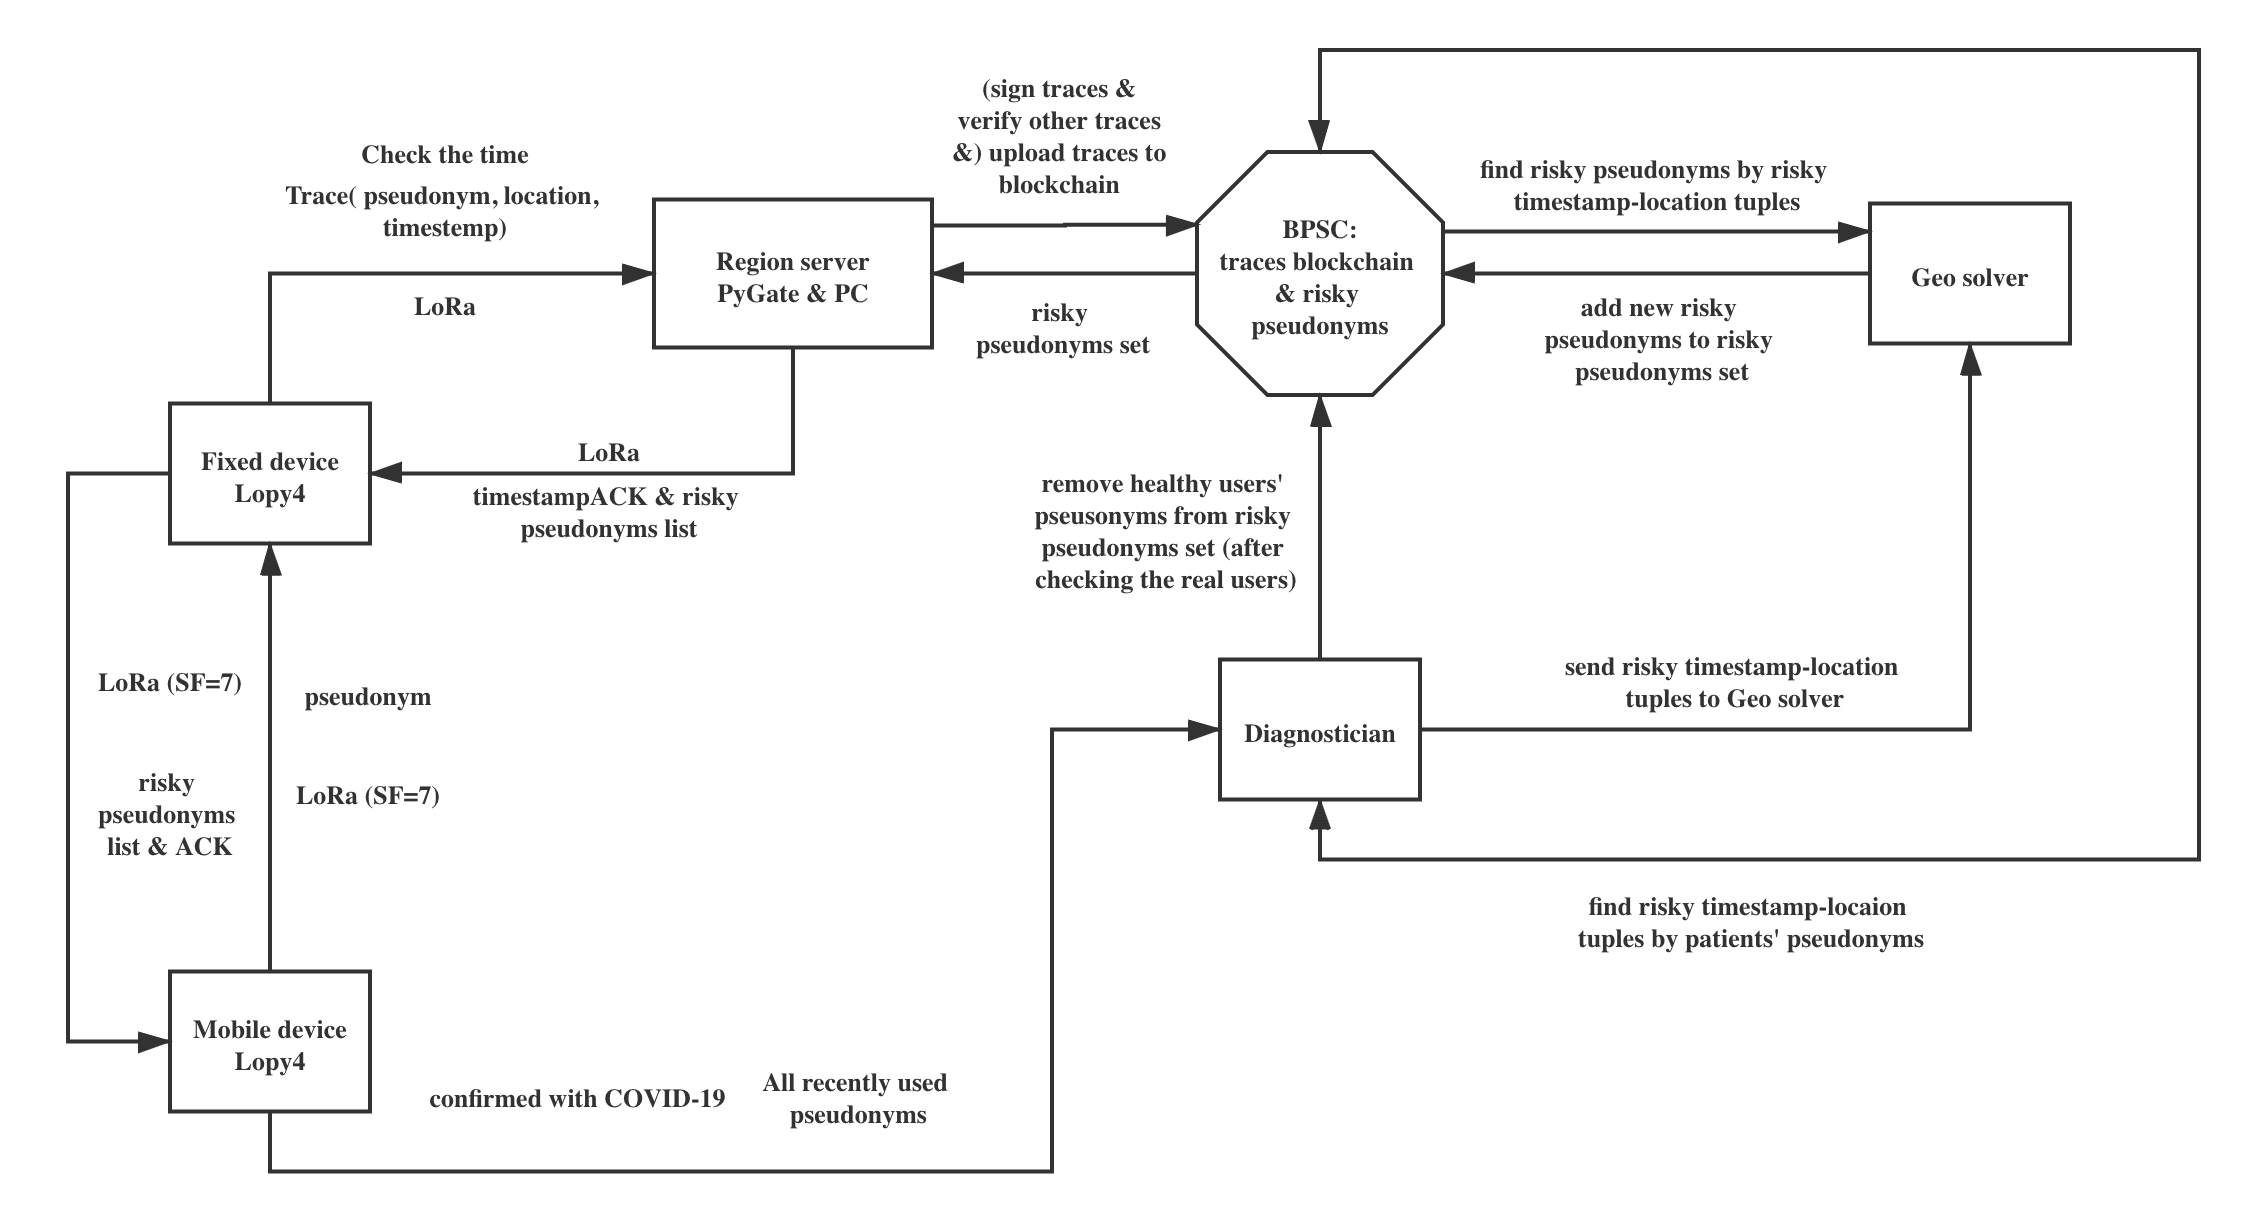 (sign traces &
verify other traces
&) upload traces to
blockchain
Check the time
Trace( pseudonym, location,
timestemp)
LoRa
Region server
PyGate & PC
risky
pseudonyms set
BPSC:
traces blockchain
& risky
pseudonyms
find risky pseudonyms by risky
timestamp-location tuples
Geo solver
add new risky
pseudonyms to risky
pseudonyms set
Fixed device
Lopy4
LoRa
timestampACK & risky
pseudonyms list
remove healthy users'
pseusonyms from risky
pseudonyms set (after
checking the real users)
LoRa (SF=7)
pseudonym
risky
pseudonyms
list & ACK
LoRa (SF=7)
Diagnostician
send risky timestamp-location
tuples to Geo solver
find risky timestamp-locaion
tuples by patients' pseudonyms
Mobile device
Lopy4
confirmed with COVID-19
All recently used
pseudonyms